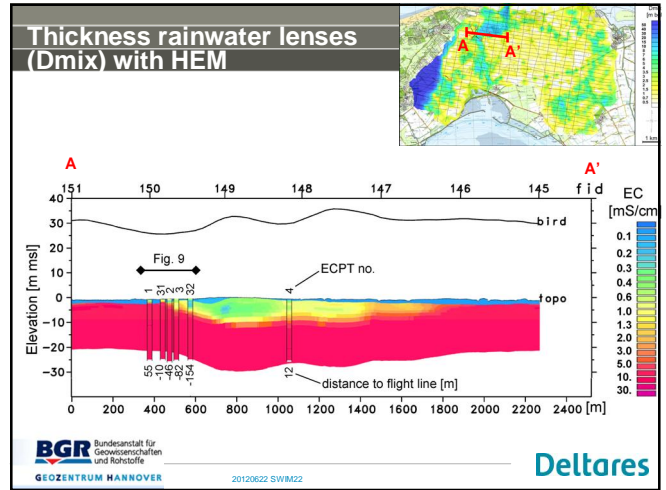 Thickness rainwater lenses
(Dmix) with HEM
A
A'
1 km
A
A'
151 150 149 148 147 146 145 fid
EC
[mS/cm]
bird
Fig. 9
ECPT no.
1 31 2 3 32 4
topo
Elevation [m msl]
40
30
20
10
0
-10
-20
-30
55 -10 -46 -82 -154 12
distance to flight line [m]
0 200 400 600 800 1000 1200 1400 1600 1800 2000 2200 2400 [m]
0.1
0.2
0.3
0.4
0.6
1.0
1.3
2.0
3.0
5.0
10.
30.
BGR
Bundesanstalt für
Geowissenschaften
und Rohstoffe
GEOZENTRUM HANNOVER
20120622 SWIM22
Deltares